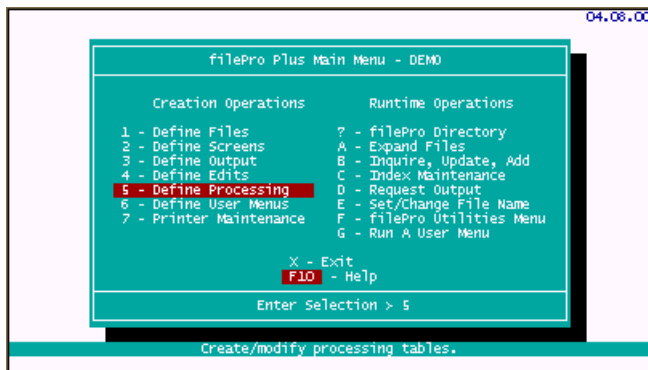 04.08.00
filePro Plus Main Menu - DEMO
Creation Operations Runtime Operations
1 - Define Files ? - filePro Directory
2 - Define Screens A - Expand Files
3 - Define Output B - Inquire, Update, Add
4 - Define Edits C - Index Maintenance
5 - Define Processing D - Request Output
6 - Define User Menus E - Set/Change File Name
7 - Printer Maintenance F - filePro Utilities Menu
G - Run A User Menu
X - Exit
F10 - Help
Enter Selection > 5
Create/modify processing tables.